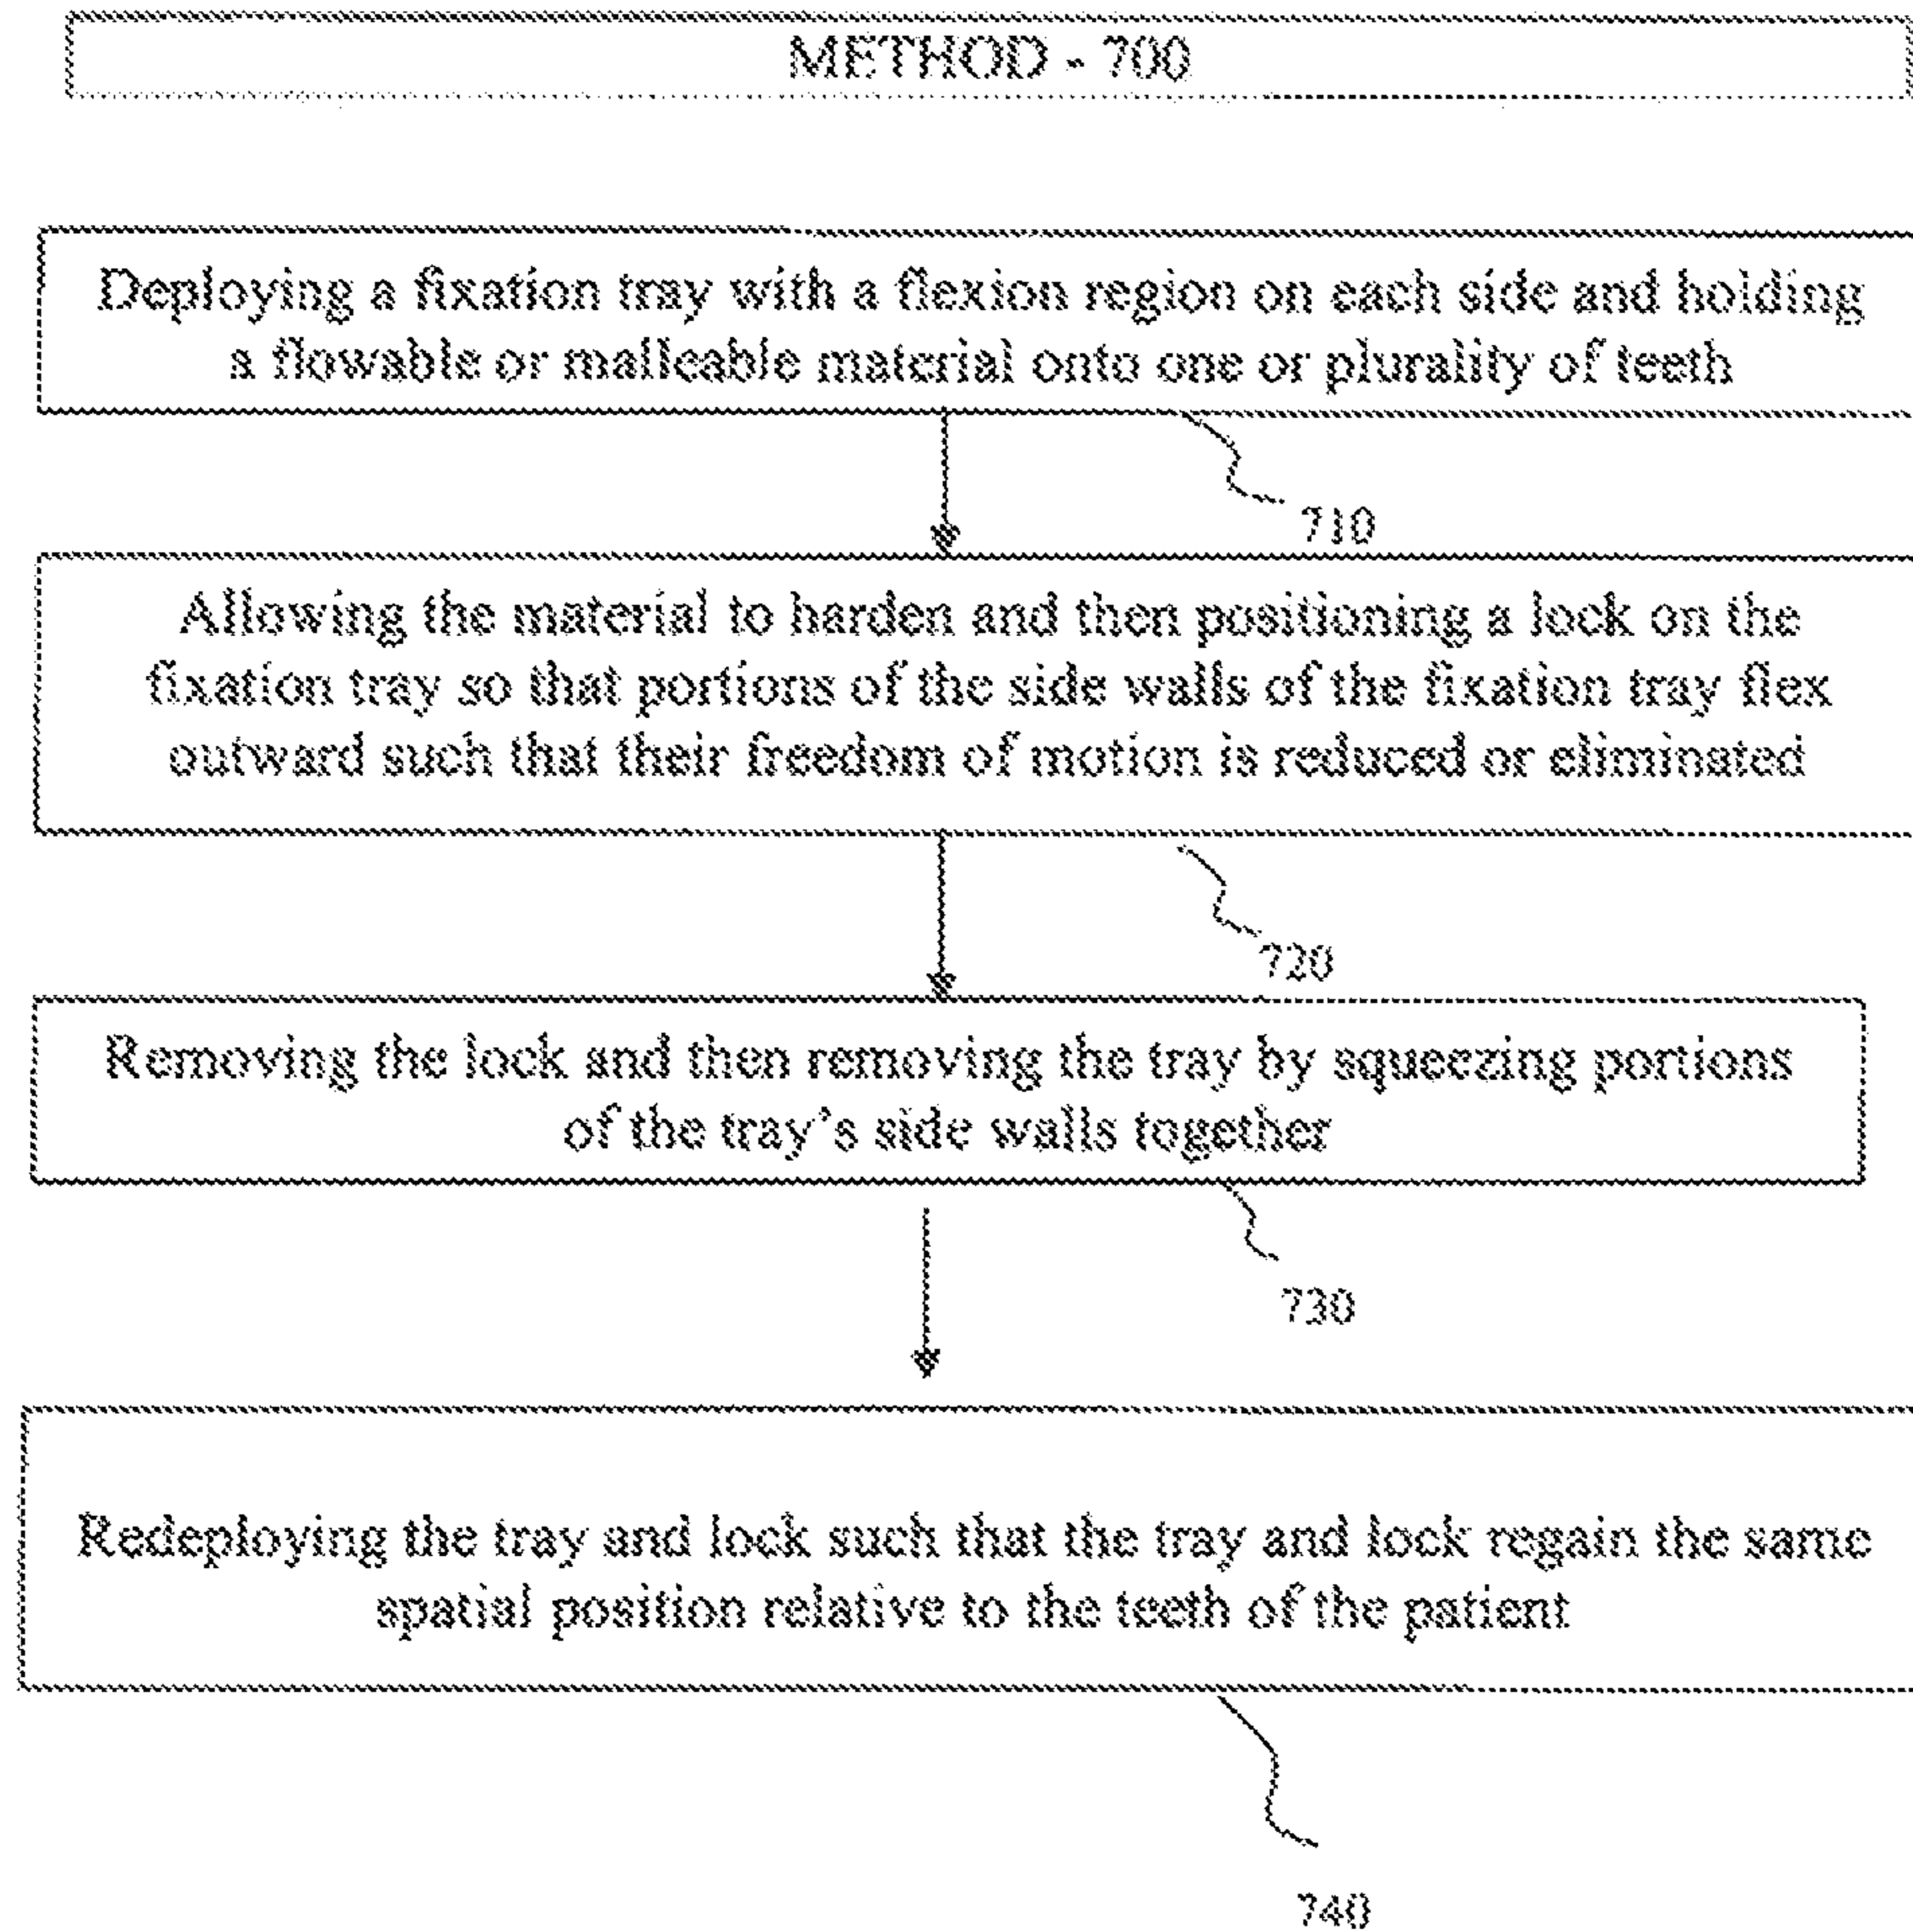 METHOD - 700
Deploying a fixation tray with a flexion region on each side and holding
a flowable or malleable material onto one or plurality of teeth
710
Allowing the material to harden and then positioning a lock on the
fixation tray so that portions of the side walls of the fixation tray flex
outward such that their freedom of motion is reduced or eliminated
720
Removing the lock and then removing the tray by squeezing portions
of the tray's side walls together
730
Redeploying the tray and lock such that the tray and lock regain the same
spatial position relative to the teeth of the patient
740